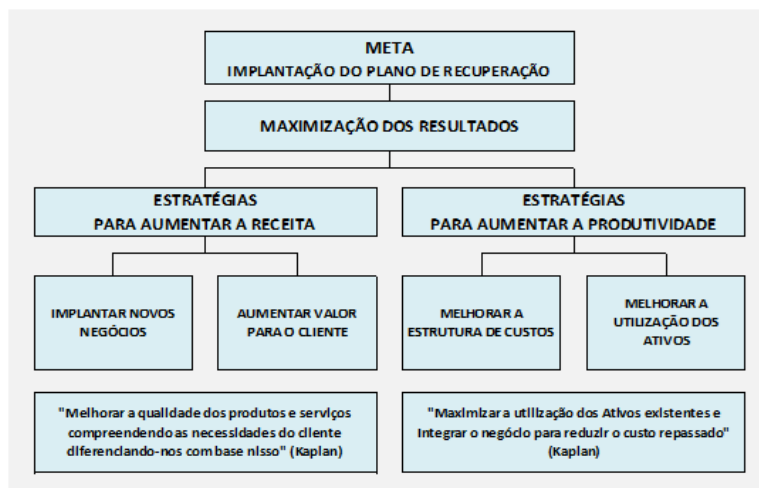 META
IMPLANTAÇÃO DO PLANO DE RECUPERAÇÃO
MAXIMIZAÇÃO DOS RESULTADOS
ESTRATÉGIAS
PARA AUMENTAR A RECEITA
ESTRATÉGIAS
PARA AUMENTAR A PRODUTIVIDADE
IMPLANTAR NOVOS
NEGÓCIOS
AUMENTAR VALOR
PARA O CLIENTE
MELHORAR A
ESTRUTURA DE CUSTOS
MELHORAR A
UTILIZAÇÃO DOS
ATIVOS
"Melhorar a qualidade dos produtos e serviços
compreendendo as necessidades do cliente
diferenciando-nos com base nisso" (Kaplan)
"Maximizar a utilização dos Ativos existentes e
Integrar o negócio para reduzir o custo repassado"
(Kaplan)